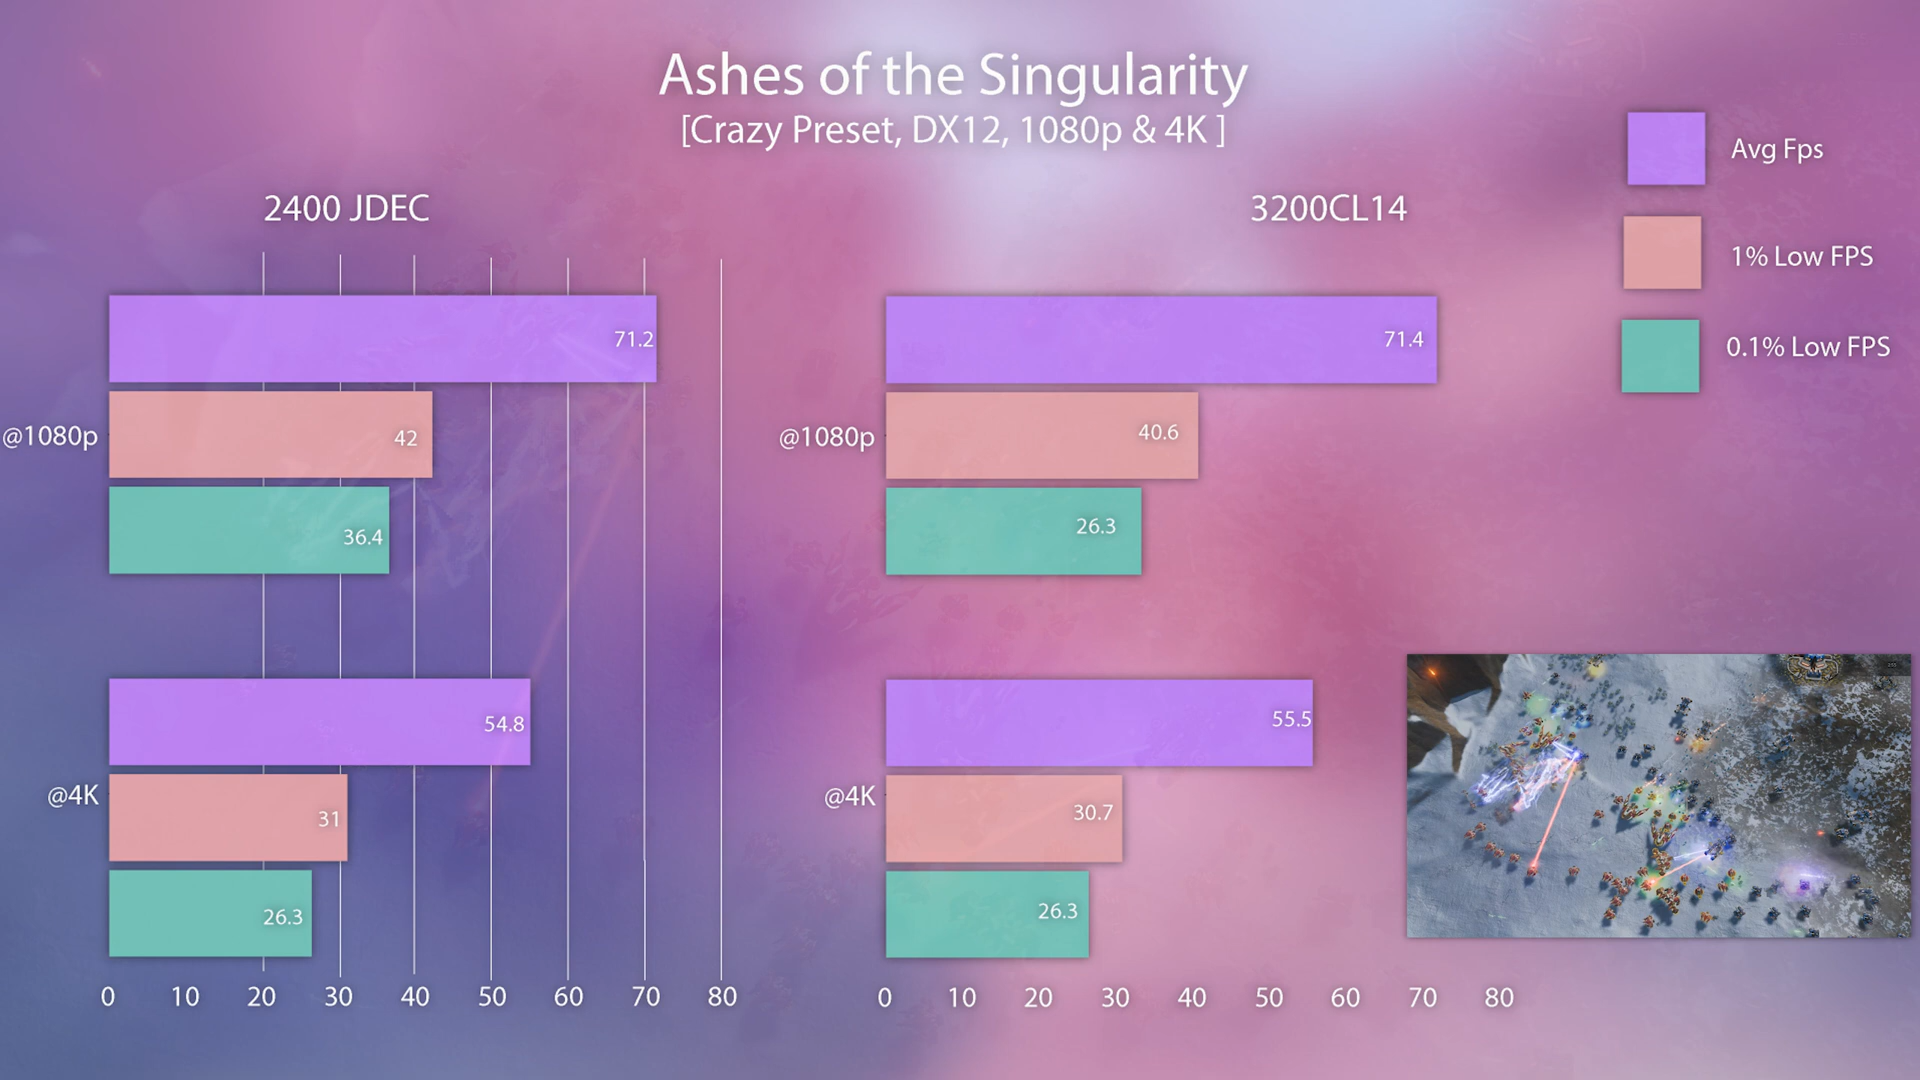 Ashes of the Singularity
[Crazy Preset, DX12, 1080p & 4K ]
Avg Fps
1% Low FPS
0.1% Low FPS
2400 JDEC
71.2
@1080p
42
36.4
54.8
@4K
31
26.3
0 10 20 30 40 50 60 70 80
3200CL14
71.4
@1080p
40.6
26.3
55.5
@4K
30.7
26.3
0 10 20 30 40 50 60 70 80